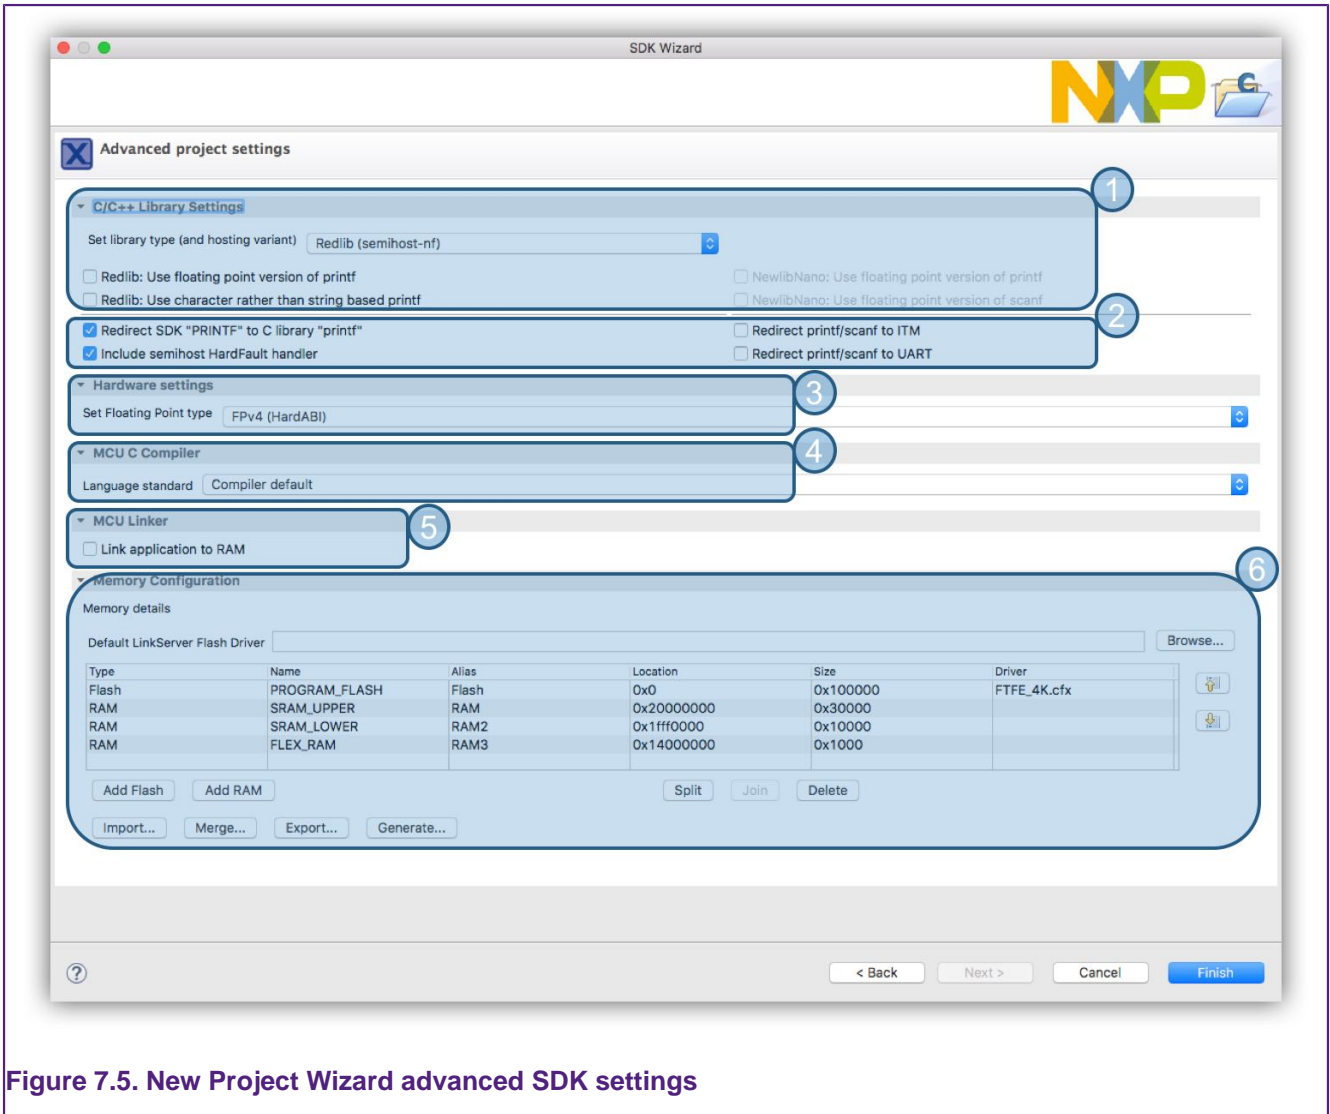 SDK Wizard
NXP
C
Advanced project settings
1
C/C++ Library Settings
Set library type (and hosting variant) Redlib (semihost-nf)
Redlib: Use floating point version of printf NewlibNano: Use floating point version of printf
Redlib: Use character rather than string based printf NewlibNano: Use floating point version of scanf
2
Redirect SDK "PRINTF" to C library "printf" Redirect printf/scanf to ITM
Include semihost HardFault handler Redirect printf/scanf to UART
Hardware settings 3
Set Floating Point type FPv4 (HardABI)
MCU C Compiler 4
Language standard Compiler default
MCU Linker 5
Link application to RAM
Memory Configuration 6
Memory details
Default LinkServer Flash Driver Browse...
Type Name Alias Location Size Driver
Flash PROGRAM_FLASH Flash 0x0 0x100000 FTFE_4K.cfx
RAM SRAM_UPPER RAM 0x20000000 0x30000
RAM SRAM_LOWER RAM2 0x1fff0000 0x10000
RAM FLEX_RAM RAM3 0x14000000 0x1000
Add Flash Add RAM Split Join Delete
Import... Merge... Export... Generate...
? < Back Next > Cancel Finish
Figure 7.5. New Project Wizard advanced SDK settings